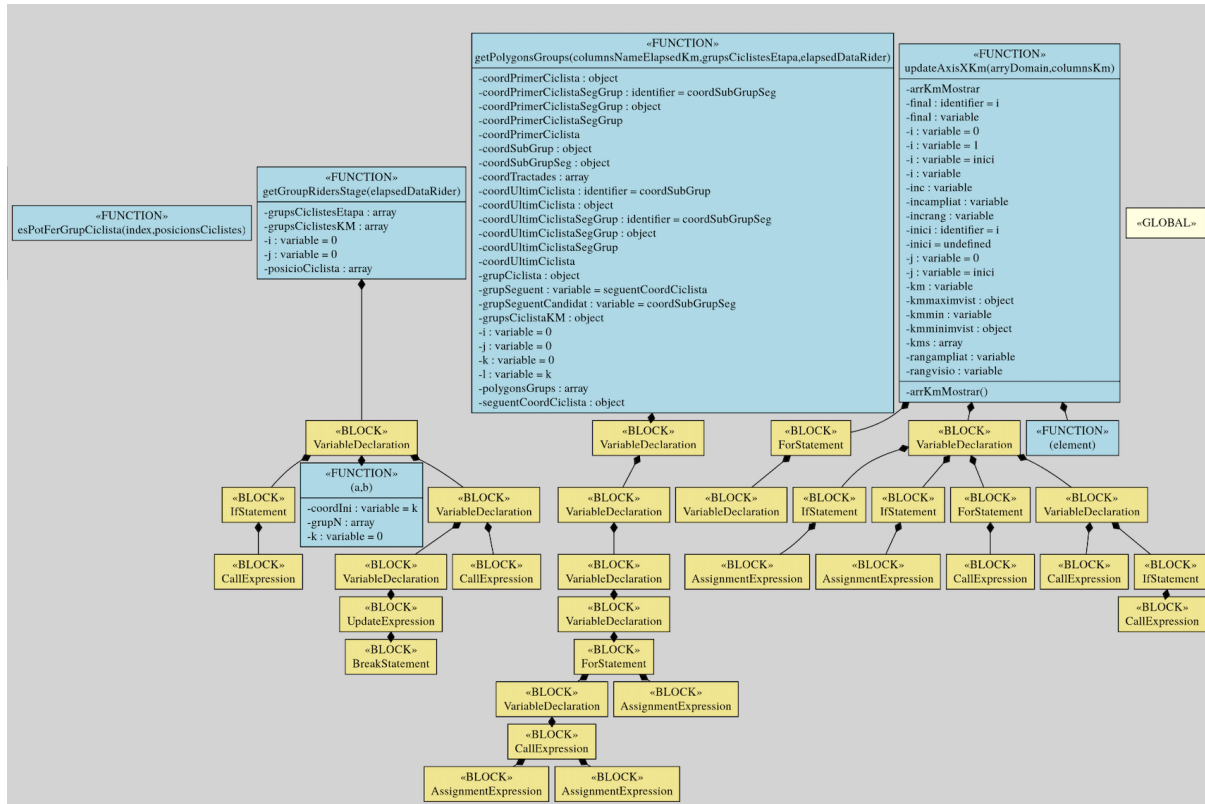 «FUNCTION»
esPotFerGrupCiclista(index,posicionsCiclistes)
«FUNCTION»
getGroupRidersStage(elapsedDataRider)
-grupsCiclistesEtapa : array
-grupsCiclistesKM : array
-i : variable = 0
-j : variable = 0
-posicioCiclista : array
«FUNCTION»
getPolygonsGroups(columnsNameElapsedKm,grupsCiclistesEtapa,elapsedDataRider)
-coordPrimerCiclista : object
-coordPrimerCiclistaSegGrup : identifier = coordSubGrupSeg
-coordPrimerCiclistaSegGrup : object
-coordPrimerCiclistaSegGrup
-coordPrimerCiclista
-coordSubGrup : object
-coordSubGrupSeg : object
-coordTractades : array
-coordUltimCiclista : identifier = coordSubGrup
-coordUltimCiclista : object
-coordUltimCiclistaSegGrup : identifier = coordSubGrupSeg
-coordUltimCiclistaSegGrup : object
-coordUltimCiclistaSegGrup
-coordUltimCiclista
-grupCiclista : object
-grupSeguent : variable = seguentCoordCiclista
-grupSeguentCandidat : variable = coordSubGrupSeg
-grupsCiclistaKM : object
-i : variable = 0
-j : variable = 0
-k : variable = 0
-l : variable = k
-polygonsGrups : array
-seguentCoordCiclista : object
«FUNCTION»
updateAxisXKm(arryDomain,columnsKm)
-arrKmMostrar
-final : identifier = i
-final : variable
-i : variable = 0
-i : variable = 1
-i : variable = inici
-i : variable
-inc : variable
-incampliat : variable
-incrang : variable
-inici : identifier = i
-inici = undefined
-j : variable = 0
-j : variable = inici
-km : variable
-kmmaximvist : object
-kmmin : variable
-kmminimvist : object
-kms : array
-rangampliat : variable
-rangvisio : variable
-arrKmMostrar()
«GLOBAL»
«BLOCK»
VariableDeclaration
«BLOCK»
VariableDeclaration
«BLOCK»
ForStatement
«BLOCK»
VariableDeclaration
«FUNCTION»
(element)
«BLOCK»
IfStatement
«FUNCTION»
(a,b)
-coordIni : variable = k
-grupN : array
-k : variable = 0
«BLOCK»
VariableDeclaration
«BLOCK»
VariableDeclaration
«BLOCK»
VariableDeclaration
«BLOCK»
IfStatement
«BLOCK»
IfStatement
«BLOCK»
ForStatement
«BLOCK»
VariableDeclaration
«BLOCK»
CallExpression
«BLOCK»
VariableDeclaration
«BLOCK»
CallExpression
«BLOCK»
VariableDeclaration
«BLOCK»
AssignmentExpression
«BLOCK»
AssignmentExpression
«BLOCK»
CallExpression
«BLOCK»
CallExpression
«BLOCK»
IfStatement
«BLOCK»
UpdateExpression
«BLOCK»
VariableDeclaration
«BLOCK»
CallExpression
«BLOCK»
BreakStatement
«BLOCK»
ForStatement
«BLOCK»
VariableDeclaration
«BLOCK»
AssignmentExpression
«BLOCK»
CallExpression
«BLOCK»
AssignmentExpression
«BLOCK»
AssignmentExpression